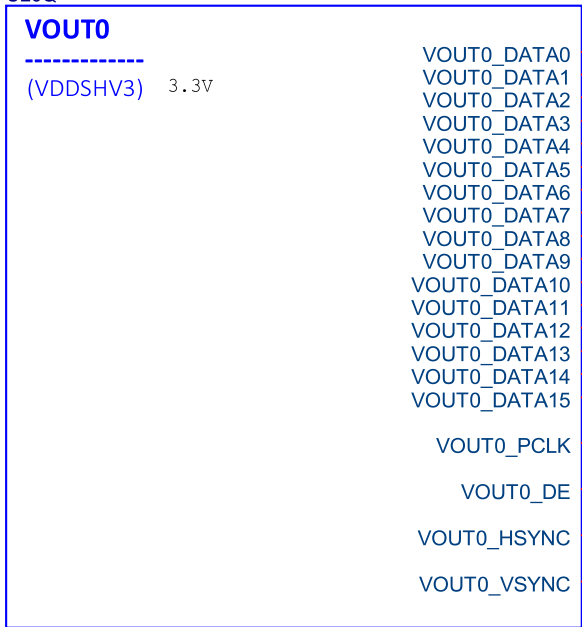 VOUT0
-------------
(VDDSHV3) 3.3V
VOUT0_DATA0
VOUT0_DATA1
VOUT0_DATA2
VOUT0_DATA3
VOUT0_DATA4
VOUT0_DATA5
VOUT0_DATA6
VOUT0_DATA7
VOUT0_DATA8
VOUT0_DATA9
VOUT0_DATA10
VOUT0_DATA11
VOUT0_DATA12
VOUT0_DATA13
VOUT0_DATA14
VOUT0_DATA15
VOUT0_PCLK
VOUT0_DE
VOUT0_HSYNC
VOUT0_VSYNC